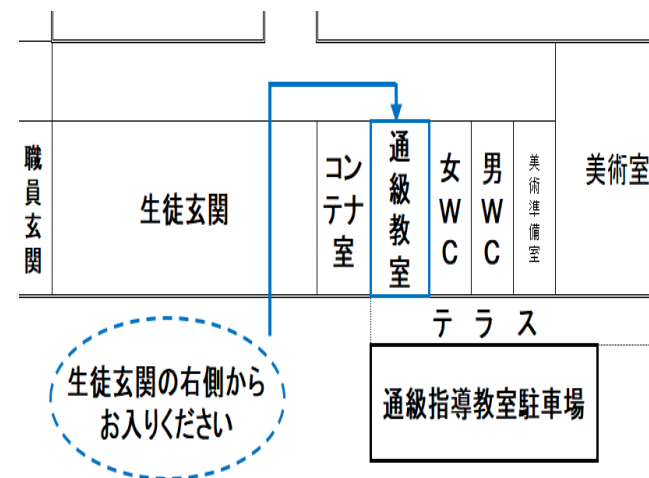 職員玄関
生徒玄関
コンテナ室
通級教室
女WC
男WC
美術準備室
美術室
テラス
生徒玄関の右側から
お入りください
通級指導教室駐車場